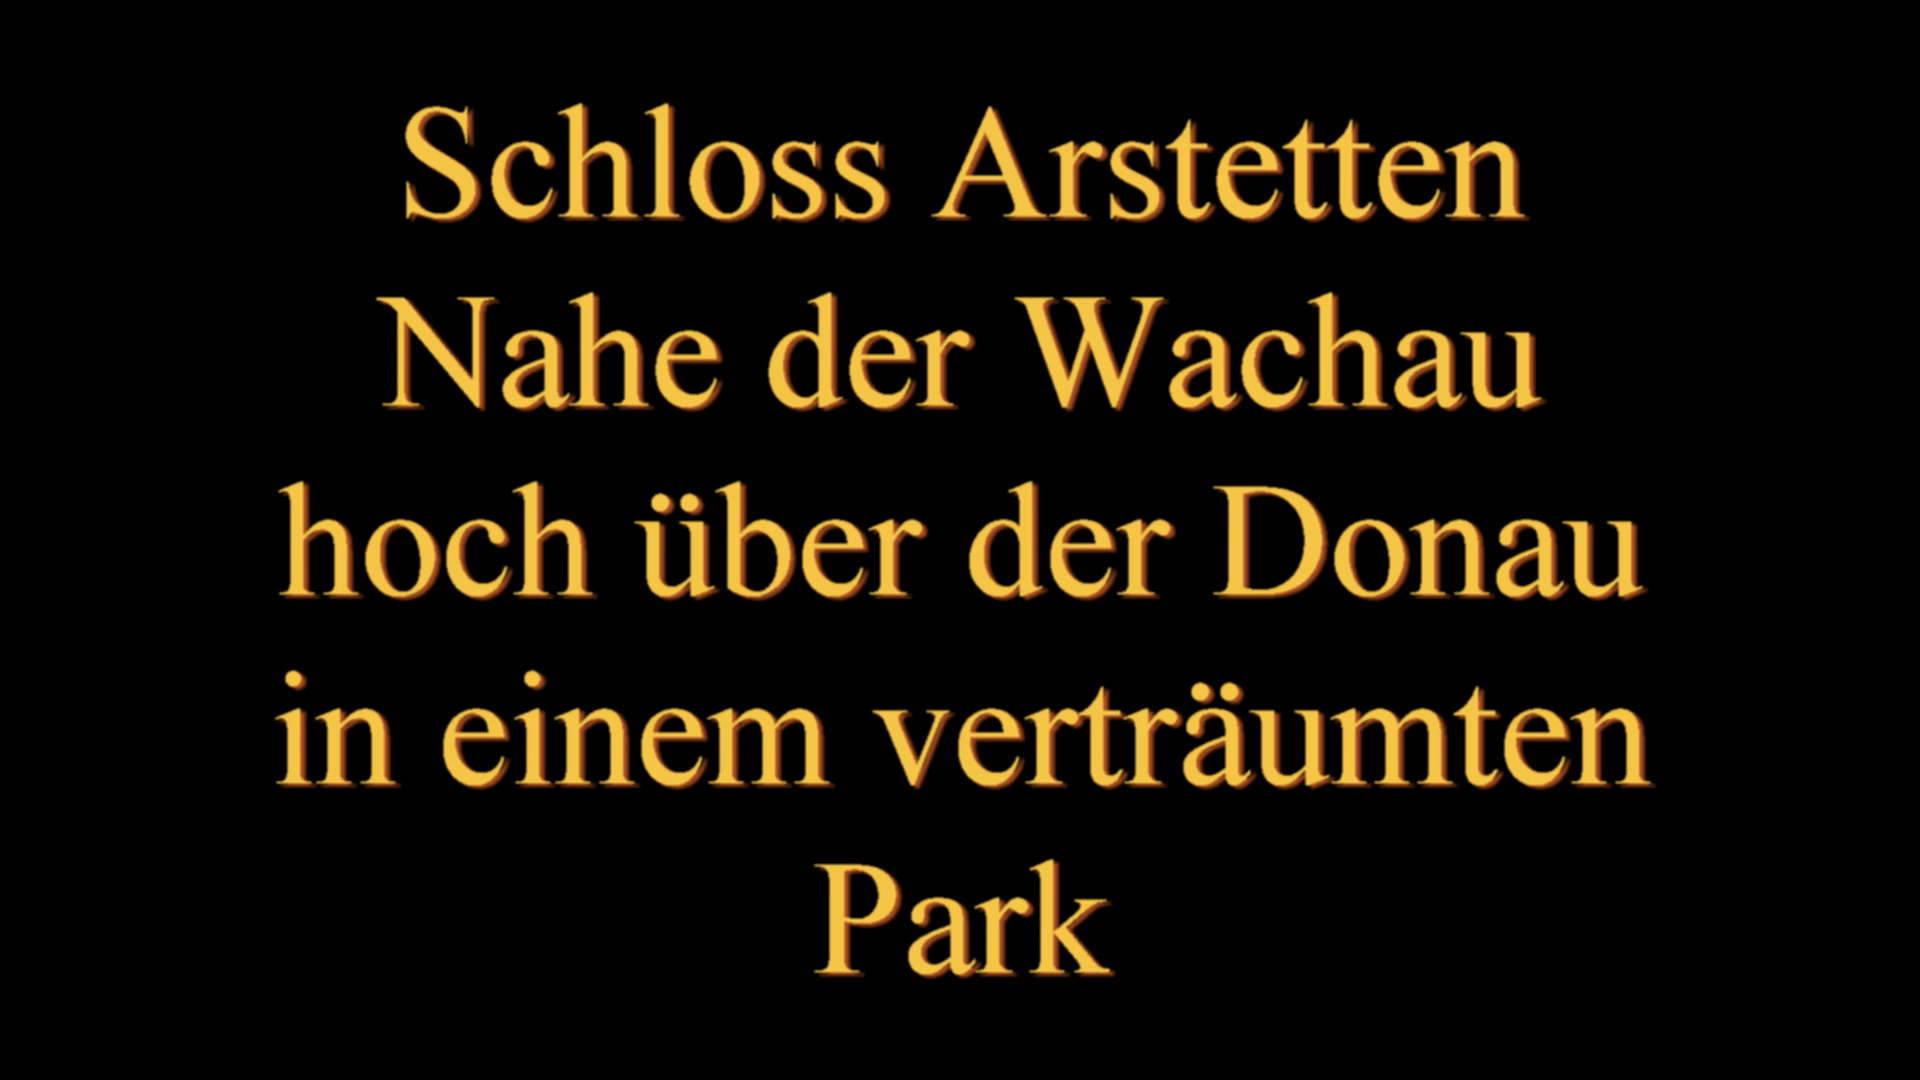 Schloss Arstetten
Nahe der Wachau
hoch über der Donau
in einem verträumten
Park